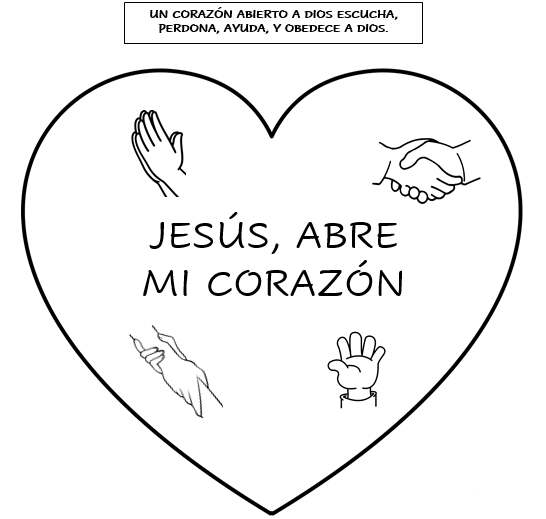 UN CORAZÓN ABIERTO A DIOS ESCUCHA,
PERDONA, AYUDA, Y OBEDECE A DIOS.
JESÚS, ABRE
MI CORAZÓN